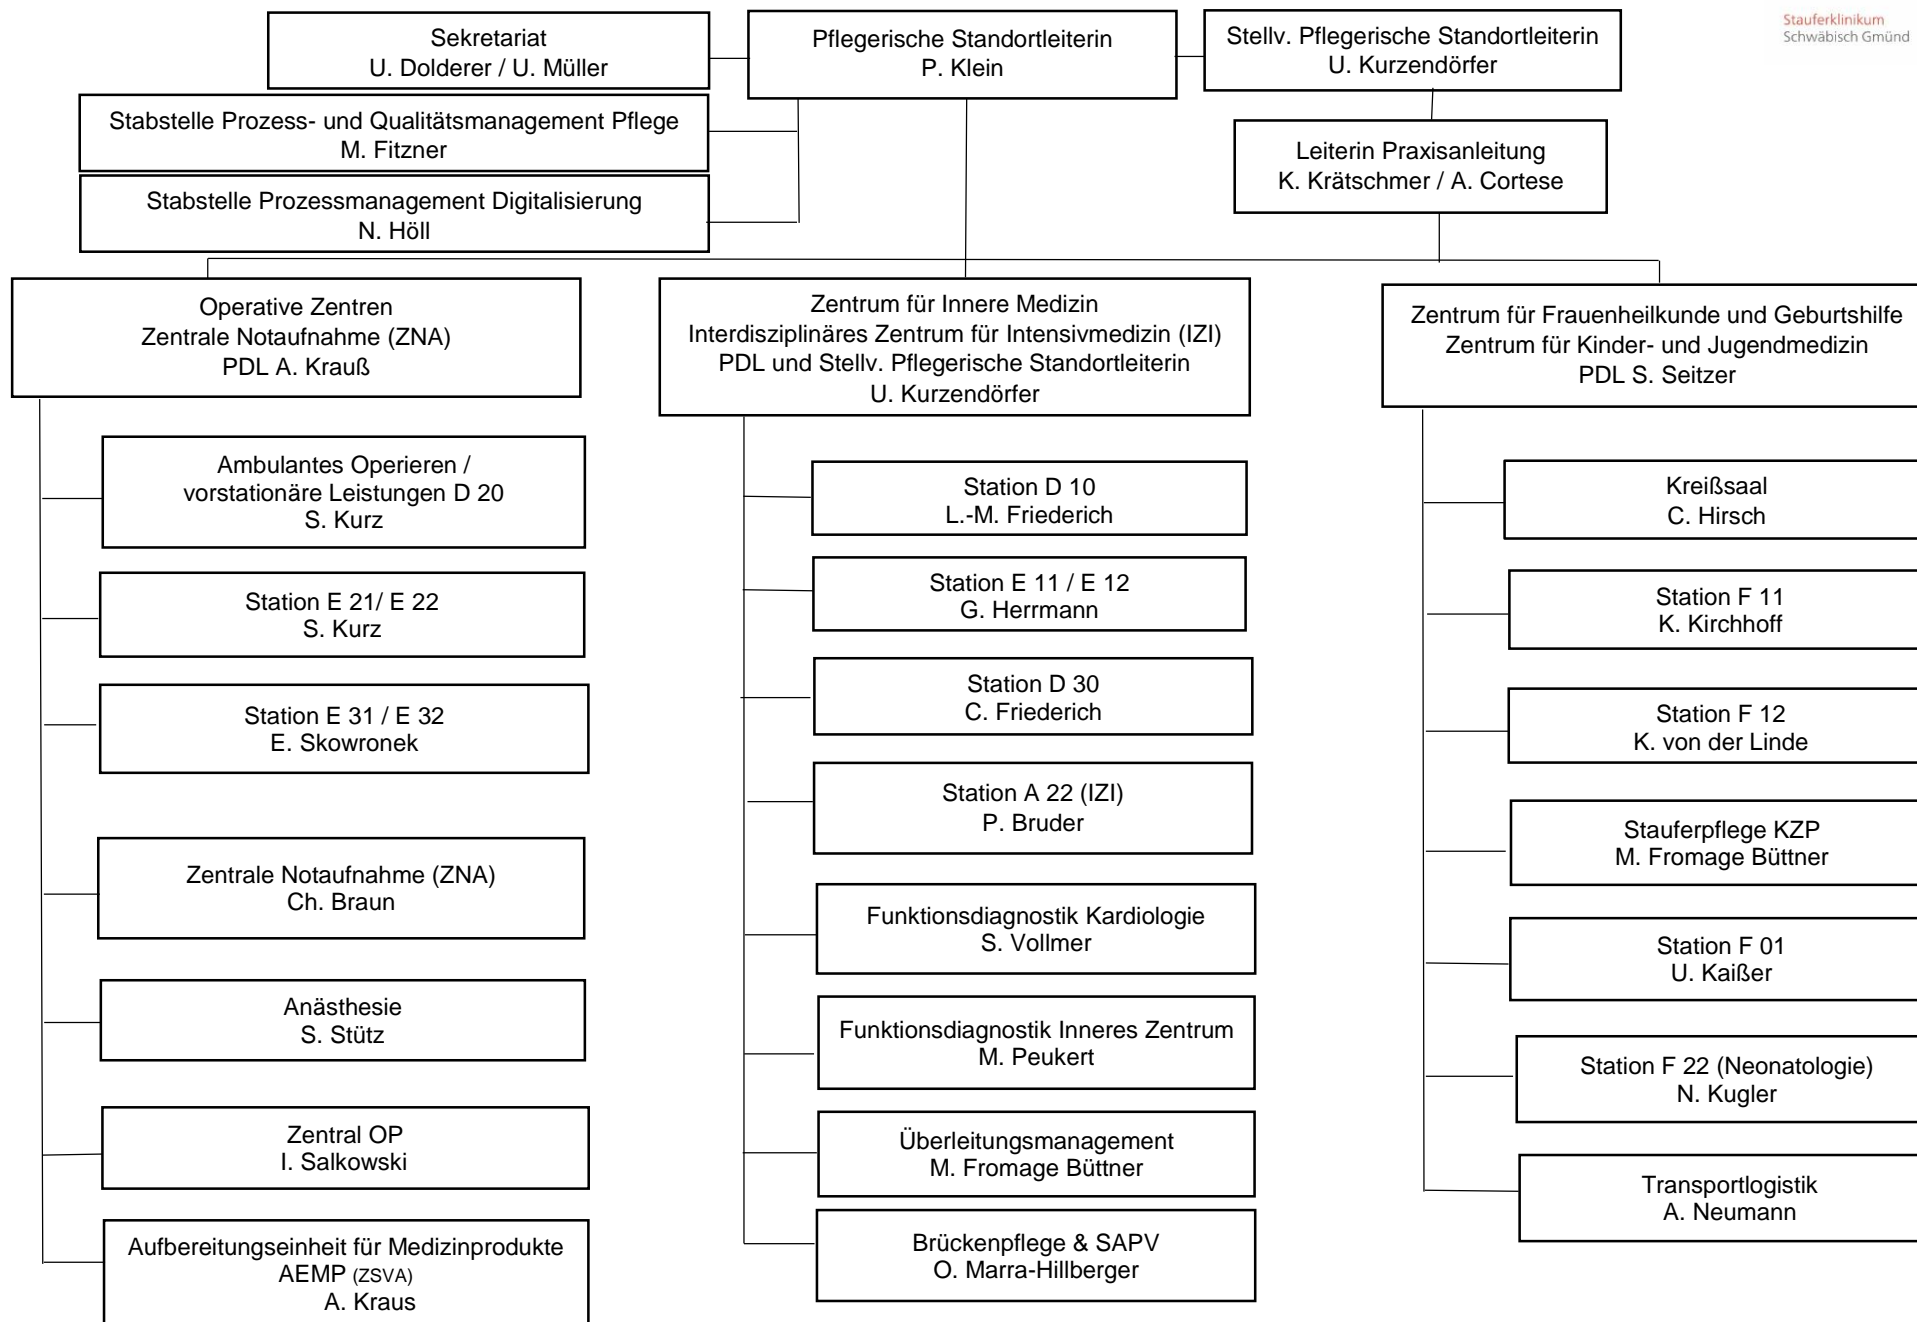 Stauferklinikum
Schwäbisch Gmünd
Sekretariat
U. Dolderer / U. Müller
Pflegerische Standortleiterin
P. Klein
Stellv. Pflegerische Standortleiterin
U. Kurzendörfer
Stabstelle Prozess- und Qualitätsmanagement Pflege
M. Fitzner
Leiterin Praxisanleitung
K. Krätschmer / A. Cortese
Stabstelle Prozessmanagement Digitalisierung
N. Höll
Operative Zentren
Zentrale Notaufnahme (ZNA)
PDL A. Krauß
Ambulantes Operieren /
vorstationäre Leistungen D 20
S. Kurz
Station E 21/ E 22
S. Kurz
Station E 31 / E 32
E. Skowronek
Zentrale Notaufnahme (ZNA)
Ch. Braun
Anästhesie
S. Stütz
Zentral OP
I. Salkowski
Aufbereitungseinheit für Medizinprodukte
AEMP (ZSVA)
A. Kraus
Zentrum für Innere Medizin
Interdisziplinäres Zentrum für Intensivmedizin (IZI)
PDL und Stellv. Pflegerische Standortleiterin
U. Kurzendörfer
Station D 10
L.-M. Friederich
Station E 11 / E 12
G. Herrmann
Station D 30
C. Friederich
Station A 22 (IZI)
P. Bruder
Funktionsdiagnostik Kardiologie
S. Vollmer
Funktionsdiagnostik Inneres Zentrum
M. Peukert
Überleitungsmanagement
M. Fromage Büttner
Brückenpflege & SAPV
O. Marra-Hillberger
Zentrum für Frauenheilkunde und Geburtshilfe
Zentrum für Kinder- und Jugendmedizin
PDL S. Seitzer
Kreißsaal
C. Hirsch
Station F 11
K. Kirchhoff
Station F 12
K. von der Linde
Stauferpflege KZP
M. Fromage Büttner
Station F 01
U. Kaißer
Station F 22 (Neonatologie)
N. Kugler
Transportlogistik
A. Neumann